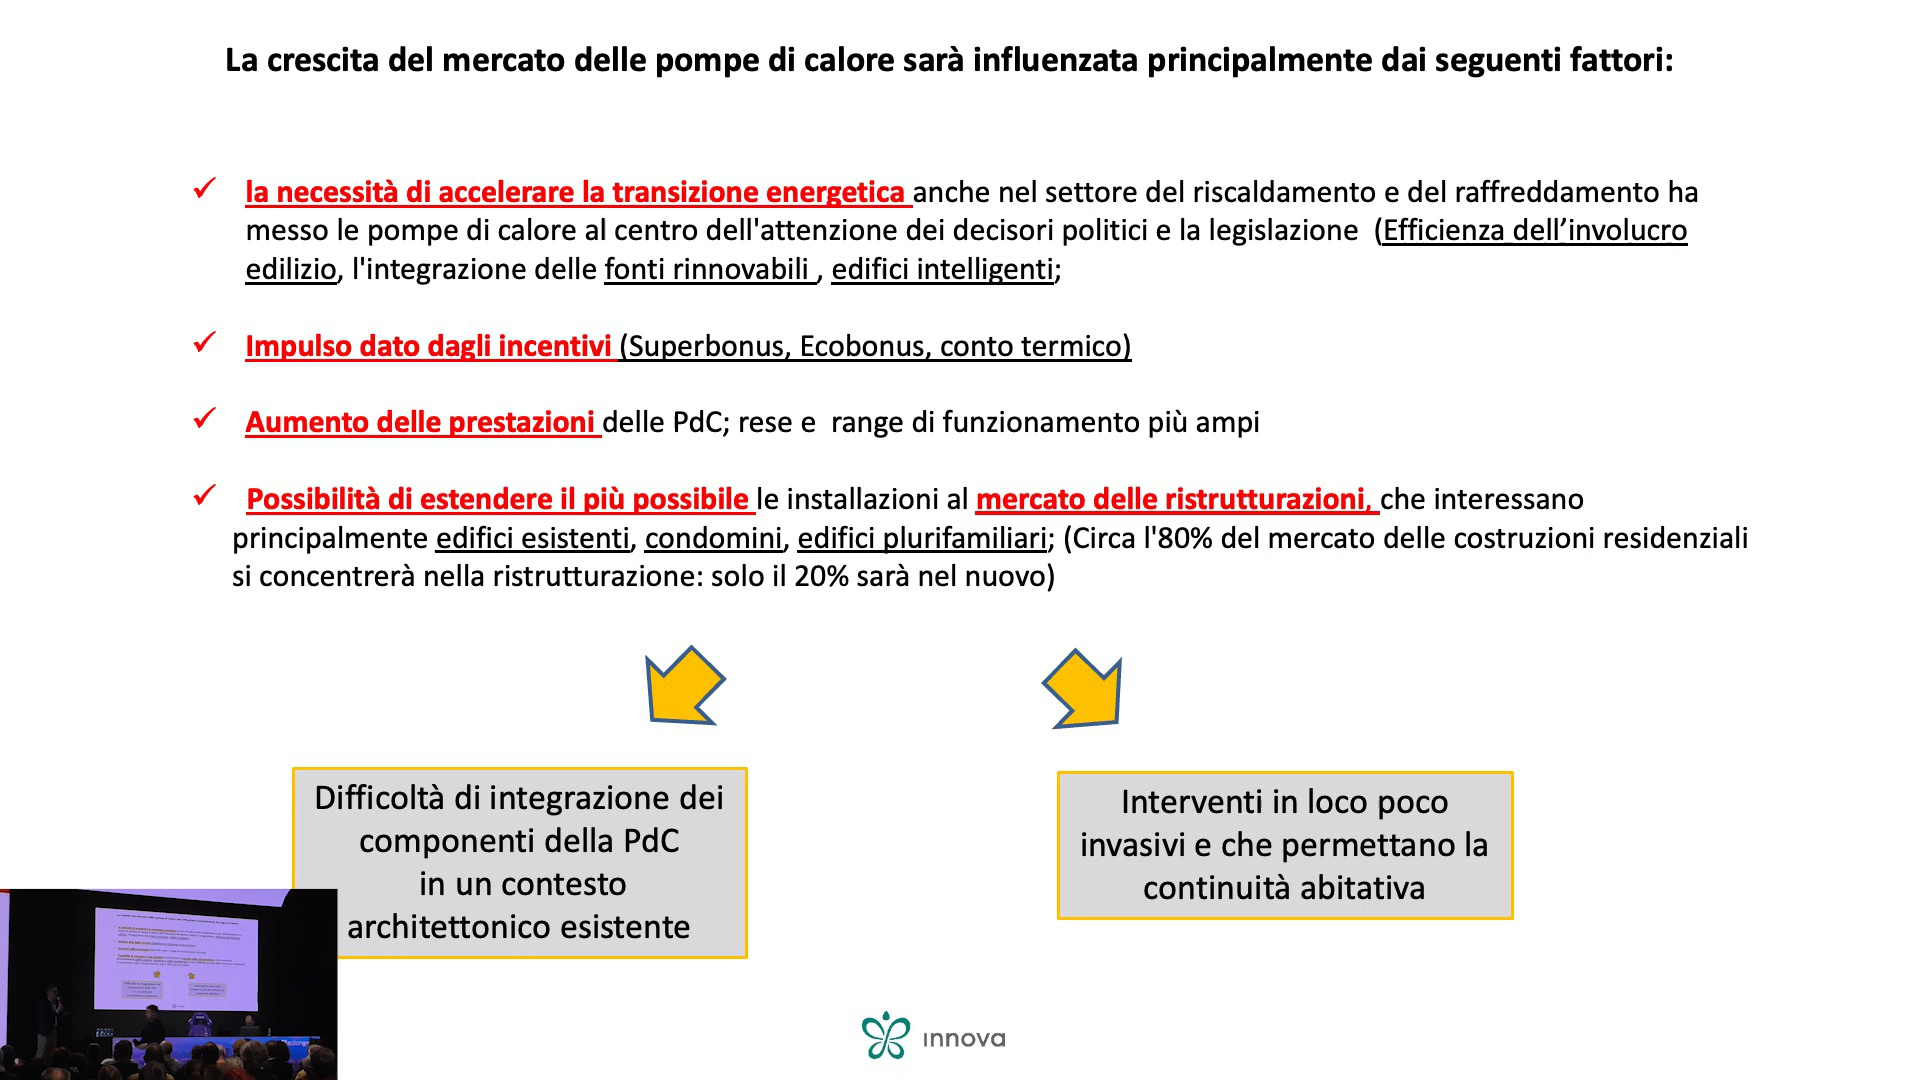 La crescita del mercato delle pompe di calore sarà influenzata principalmente dai seguenti fattori:
la necessità di accelerare la transizione energetica anche nel settore del riscaldamento e del raffreddamento ha
messo le pompe di calore al centro dell'attenzione dei decisori politici e la legislazione (Efficienza dell’involucro
edilizio, l'integrazione delle fonti rinnovabili , edifici intelligenti;
Impulso dato dagli incentivi (Superbonus, Ecobonus, conto termico)
Aumento delle prestazioni delle PdC; rese e range di funzionamento più ampi
Possibilità di estendere il più possibile le installazioni al mercato delle ristrutturazioni, che interessano
principalmente edifici esistenti, condomini, edifici plurifamiliari; (Circa l'80% del mercato delle costruzioni residenziali
si concentrerà nella ristrutturazione: solo il 20% sarà nel nuovo)
Difficoltà di integrazione dei
componenti della PdC
in un contesto
architettonico esistente
Interventi in loco poco
invasivi e che permettano la
continuità abitativa
innova